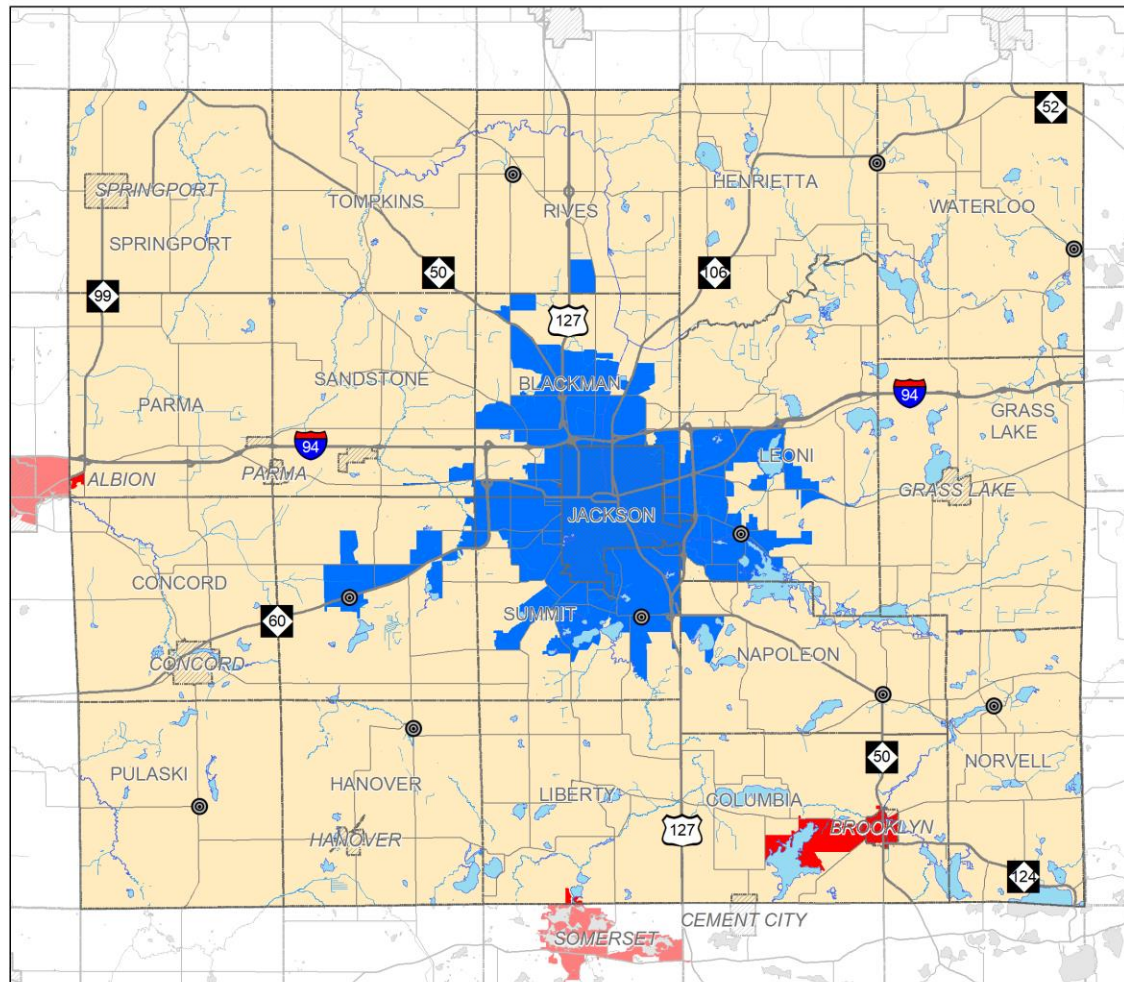 52
HENRIETTA
SPRINGPORT
TOMPKINS
RIVES
WATERLOO
SPRINGPORT
50
106
99
127
SANDSTONE
BLACKMAN
94
PARMA
GRASS
LAKE
94
LEONI
ALBION
PARMA
GRASS LAKE
JACKSON
CONCORD
SUMMIT
60
NAPOLEON
CONCORD
50
NORVELL
PULASKI
HANOVER
LIBERTY
COLUMBIA
127
BROOKLYN
HANOVER
124
CEMENT CITY
SOMERSET